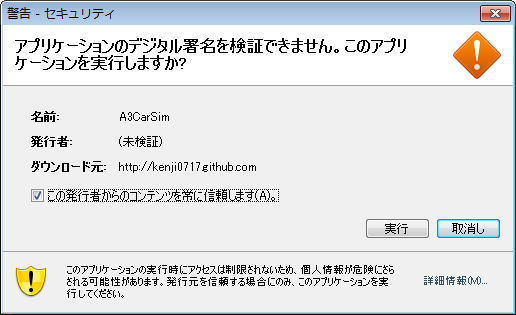 警告 - セキュリティ
アプリケーションのデジタル署名を検証できません。このアプリ
ケーションを実行しますか?
名前: A3CarSim
発行者: (未検証)
ダウンロード元: http://kenji0717.github.com
この発行者からのコンテンツを常に信頼します(A)。
実行 取消し
このアプリケーションの実行時にアクセスは制限されないため、個人情報が危険にさら
される可能性があります。発行元を信頼する場合にのみ、このアプリケーションを実
行してください。
詳細情報(M)...